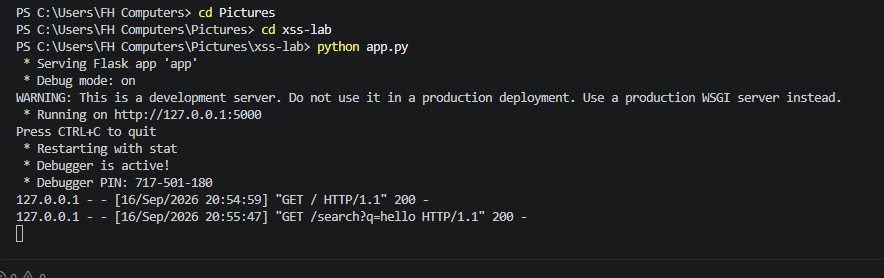 PS C:\Users\FH Computers> cd Pictures
PS C:\Users\FH Computers\Pictures> cd xss-lab
PS C:\Users\FH Computers\Pictures\xss-lab> python app.py
 * Serving Flask app 'app'
 * Debug mode: on
WARNING: This is a development server. Do not use it in a production deployment. Use a production WSGI server instead.
 * Running on http://127.0.0.1:5000
Press CTRL+C to quit
 * Restarting with stat
 * Debugger is active!
 * Debugger PIN: 717-501-180
127.0.0.1 - - [16/Sep/2026 20:54:59] "GET / HTTP/1.1" 200 -
127.0.0.1 - - [16/Sep/2026 20:55:47] "GET /search?q=hello HTTP/1.1" 200 -